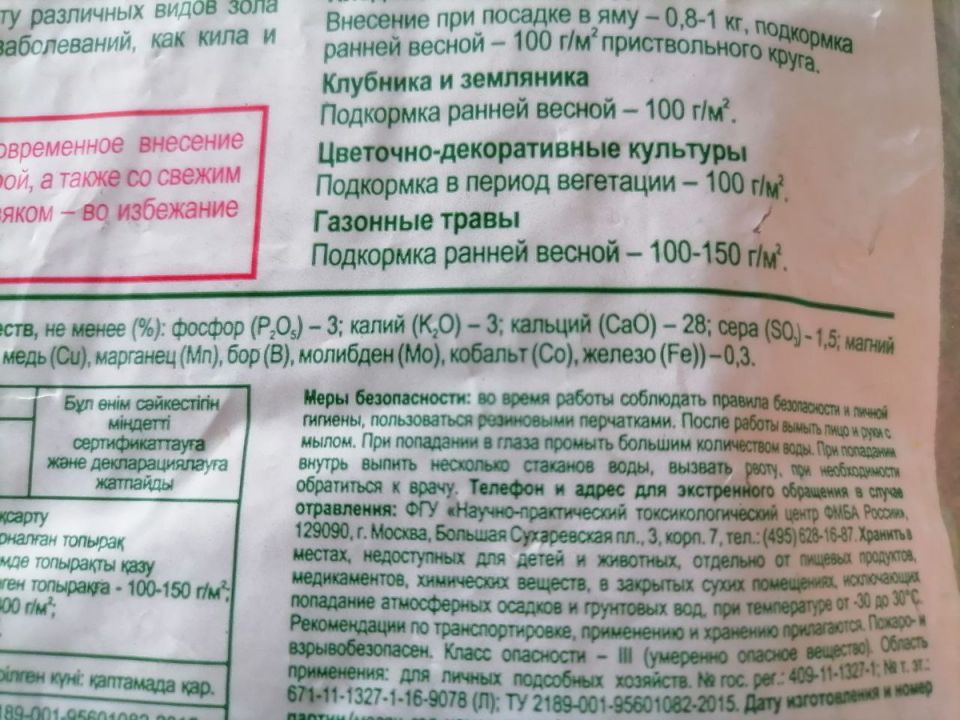 ту различных видов зола
заболеваний, как кила и
Внесение при посадке в яму – 0,8-1 кг, подкормка
ранней весной – 100 г/м² приствольного круга.
Клубника и земляника
Подкормка ранней весной – 100 г/м².
Цветочно-декоративные культуры
Подкормка в период вегетации – 100 г/м².
Газонные травы
Подкормка ранней весной – 100-150 г/м².
овременное внесение
рой, а также со свежим
вяком – во избежание
еств, не менее (%): фосфор (P₂O₅) – 3; калий (K₂O) – 3; кальций (CaO) – 28; сера (SO₃) - 1,5; магний
медь (Cu), марганец (Mn), бор (B), молибден (Mo), кобальт (Co), железо (Fe)) – 0,3.
Бұл өнім сәйкестігін
міндетті
сертификаттауға
және декларациялауға
жатпайды
қсарту
рналған топырақ
імде топырақты қазу
ген топырақта - 100-150 г/м²;
00 г/м²;
рілген күні: қаптамада қар.
189-001-95601082-2015
Меры безопасности: во время работы соблюдать правила безопасности и личной
гигиены, пользоваться резиновыми перчатками. После работы вымыть лицо и руки с
мылом. При попадании в глаза промыть большим количеством воды. При попадании
внутрь выпить несколько стаканов воды, вызвать рвоту, при необходимости
обратиться к врачу. Телефон и адрес для экстренного обращения в случае
отравления: ФГУ «Научно-практический токсикологический центр ФМБА России»,
129090, г. Москва, Большая Сухаревская пл., 3, корп. 7, тел.: (495) 628-16-87. Хранить в
местах, недоступных для детей и животных, отдельно от пищевых продуктов,
медикаментов, химических веществ, в закрытых сухих помещениях, исключающих
попадание атмосферных осадков и грунтовых вод, при температуре от -30 до 30°С.
Рекомендации по транспортировке, применению и хранению прилагаются. Пожаро- и
взрывобезопасен. Класс опасности – III (умеренно опасное вещество). Область
применения: для личных подсобных хозяйств. № гос. рег.: 409-11-1327-1; № т. эт.:
671-11-1327-1-16-9078 (Л); ТУ 2189-001-95601082-2015. Дату изготовления и номер